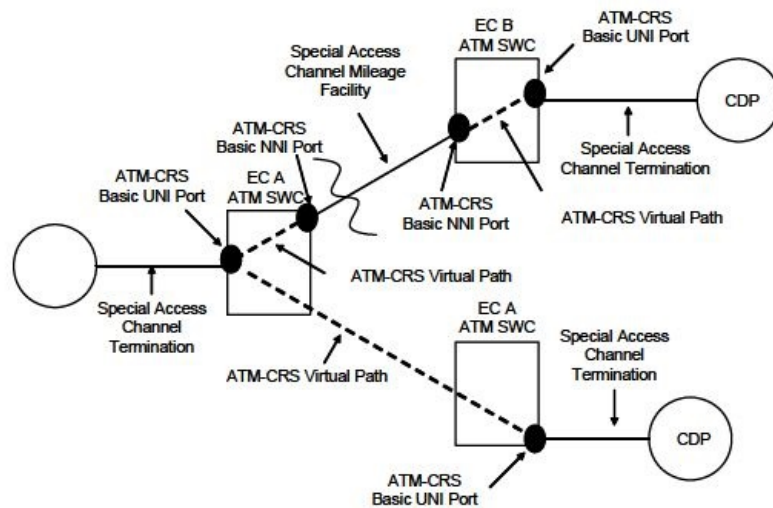 EC B
ATM SWC
ATM-CRS
Basic UNI Port
Special Access
Channel Mileage
Facility
CDP
ATM-CRS
Basic NNI Port
EC A
ATM SWC
ATM-CRS
Basic UNI Port
Special Access
Channel Termination
ATM-CRS
Basic NNI Port
ATM-CRS Virtual Path
ATM-CRS Virtual Path
Special Access
Channel
Termination
EC A
ATM SWC
Special Access
Channel
Termination
ATM-CRS Virtual Path
CDP
ATM-CRS
Basic UNI Port